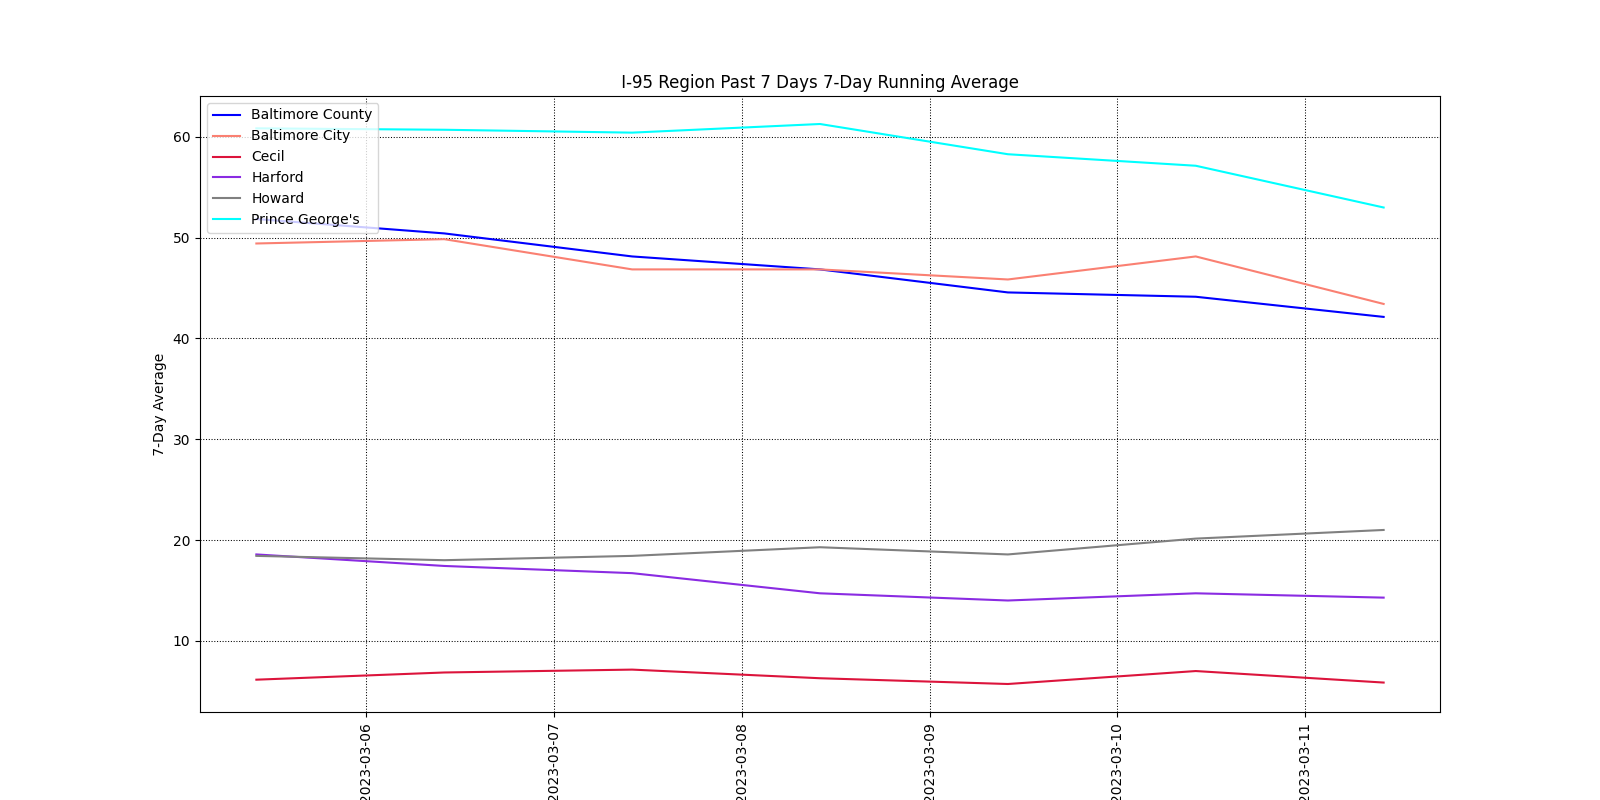 I-95 Region Past 7 Days 7-Day Running Average
Baltimore County
Baltimore City
Cecil
Harford
Howard
Prince George's
7-Day Average
60
50
40
30
20
10
2023-03-06
2023-03-07
2023-03-08
2023-03-09
2023-03-10
2023-03-11